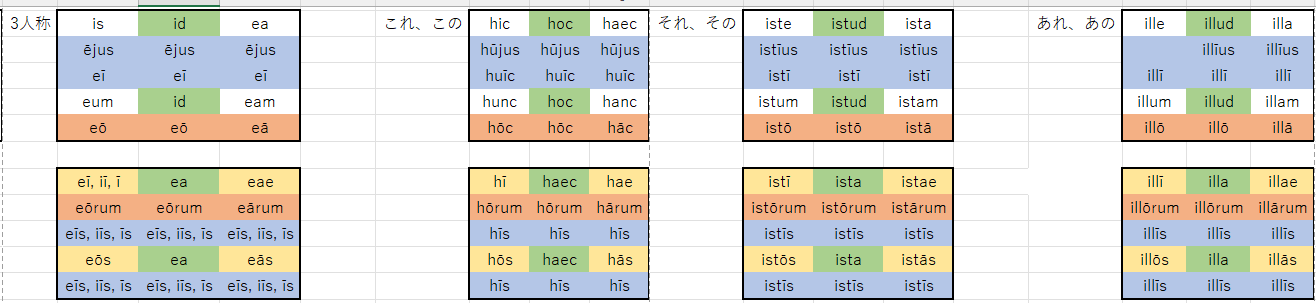 3人称 is id ea これ、この hic hoc haec それ、その iste istud ista あれ、あの ille illud illa
ējus ējus ējus hūjus hūjus hūjus istīus istīus istīus illīus illīus
eī eī eī huīc huīc huīc istī istī istī illī illī illī
eum id eam hunc hoc hanc istum istud istam illum illud illam
eō eō eā hōc hōc hāc istō istō istā illō illō illā
eī, iī, ī ea eae hī haec hae istī ista istae illī illa illae
eōrum eōrum eārum hōrum hōrum hārum istōrum istōrum istārum illōrum illōrum illārum
eīs, iīs, īs eīs, iīs, īs eīs, iīs, īs hīs hīs hīs istīs istīs istīs illīs illīs illīs
eōs ea eās hōs haec hās istōs ista istās illōs illa illās
eīs, iīs, īs eīs, iīs, īs eīs, iīs, īs hīs hīs hīs istīs istīs istīs illīs illīs illīs